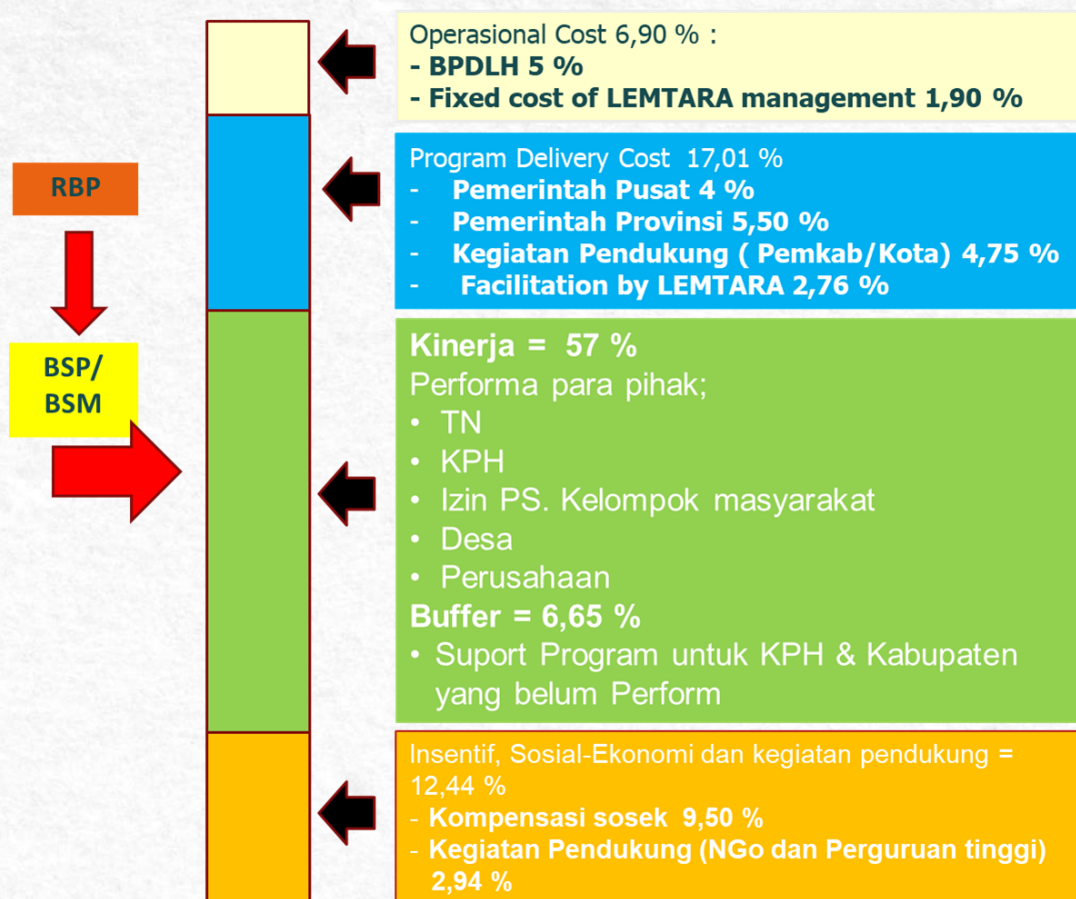 Operasional Cost 6,90 % :
- BPDLH 5 %
- Fixed cost of LEMTARA management 1,90 %
RBP
Program Delivery Cost 17,01 %
- Pemerintah Pusat 4 %
- Pemerintah Provinsi 5,50 %
- Kegiatan Pendukung ( Pemkab/Kota) 4,75 %
- Facilitation by LEMTARA 2,76 %
BSP/
BSM
Kinerja = 57 %
Performa para pihak;
• TN
• KPH
• Izin PS. Kelompok masyarakat
• Desa
• Perusahaan
Buffer = 6,65 %
• Suport Program untuk KPH & Kabupaten
yang belum Perform
Insentif, Sosial-Ekonomi dan kegiatan pendukung =
12,44 %
- Kompensasi sosek 9,50 %
- Kegiatan Pendukung (NGo dan Perguruan tinggi)
2,94 %